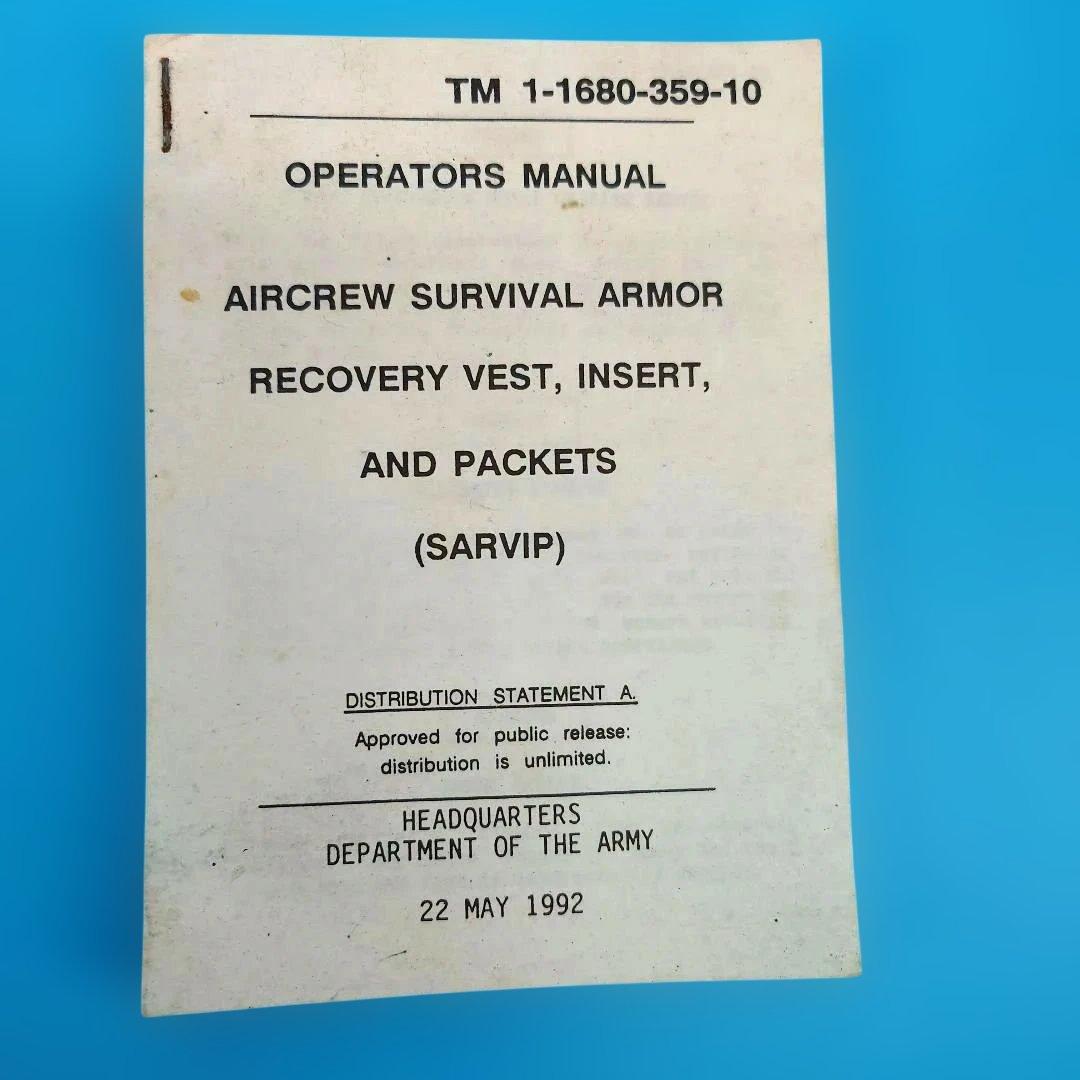 TM 1-1680-359-10
OPERATORS MANUAL
AIRCREW SURVIVAL ARMOR
RECOVERY VEST, INSERT,
AND PACKETS
(SARVIP)
DISTRIBUTION STATEMENT A.
Approved for public release:
distribution is unlimited.
HEADQUARTERS
DEPARTMENT OF THE ARMY
22 MAY 1992